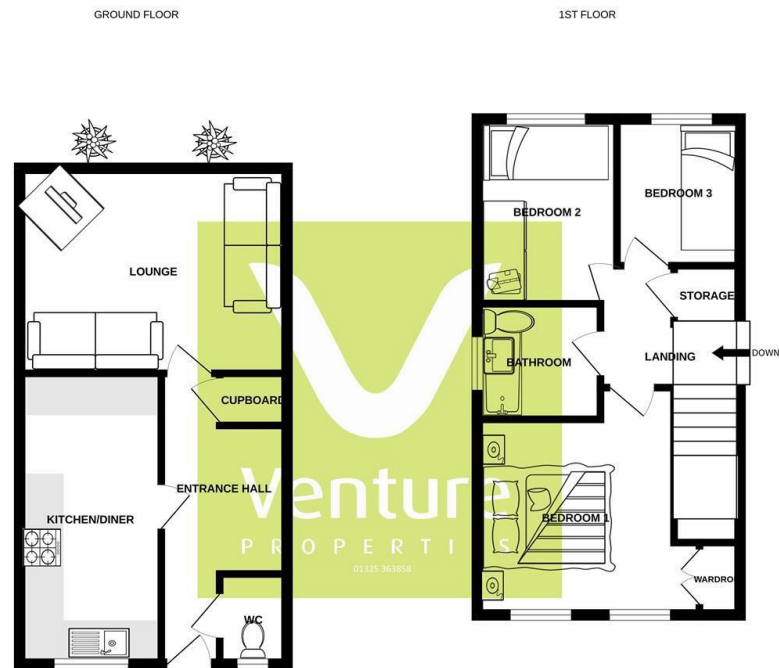 GROUND FLOOR
LOUNGE
CUPBOARD
ENTRANCE HALL
KITCHEN/DINER
WC
1ST FLOOR
BEDROOM 2
BEDROOM 3
STORAGE
BATHROOM
LANDING
DOWN
BEDROOM 1
WARDRO
Venture
PROPERTIES
01325 363858